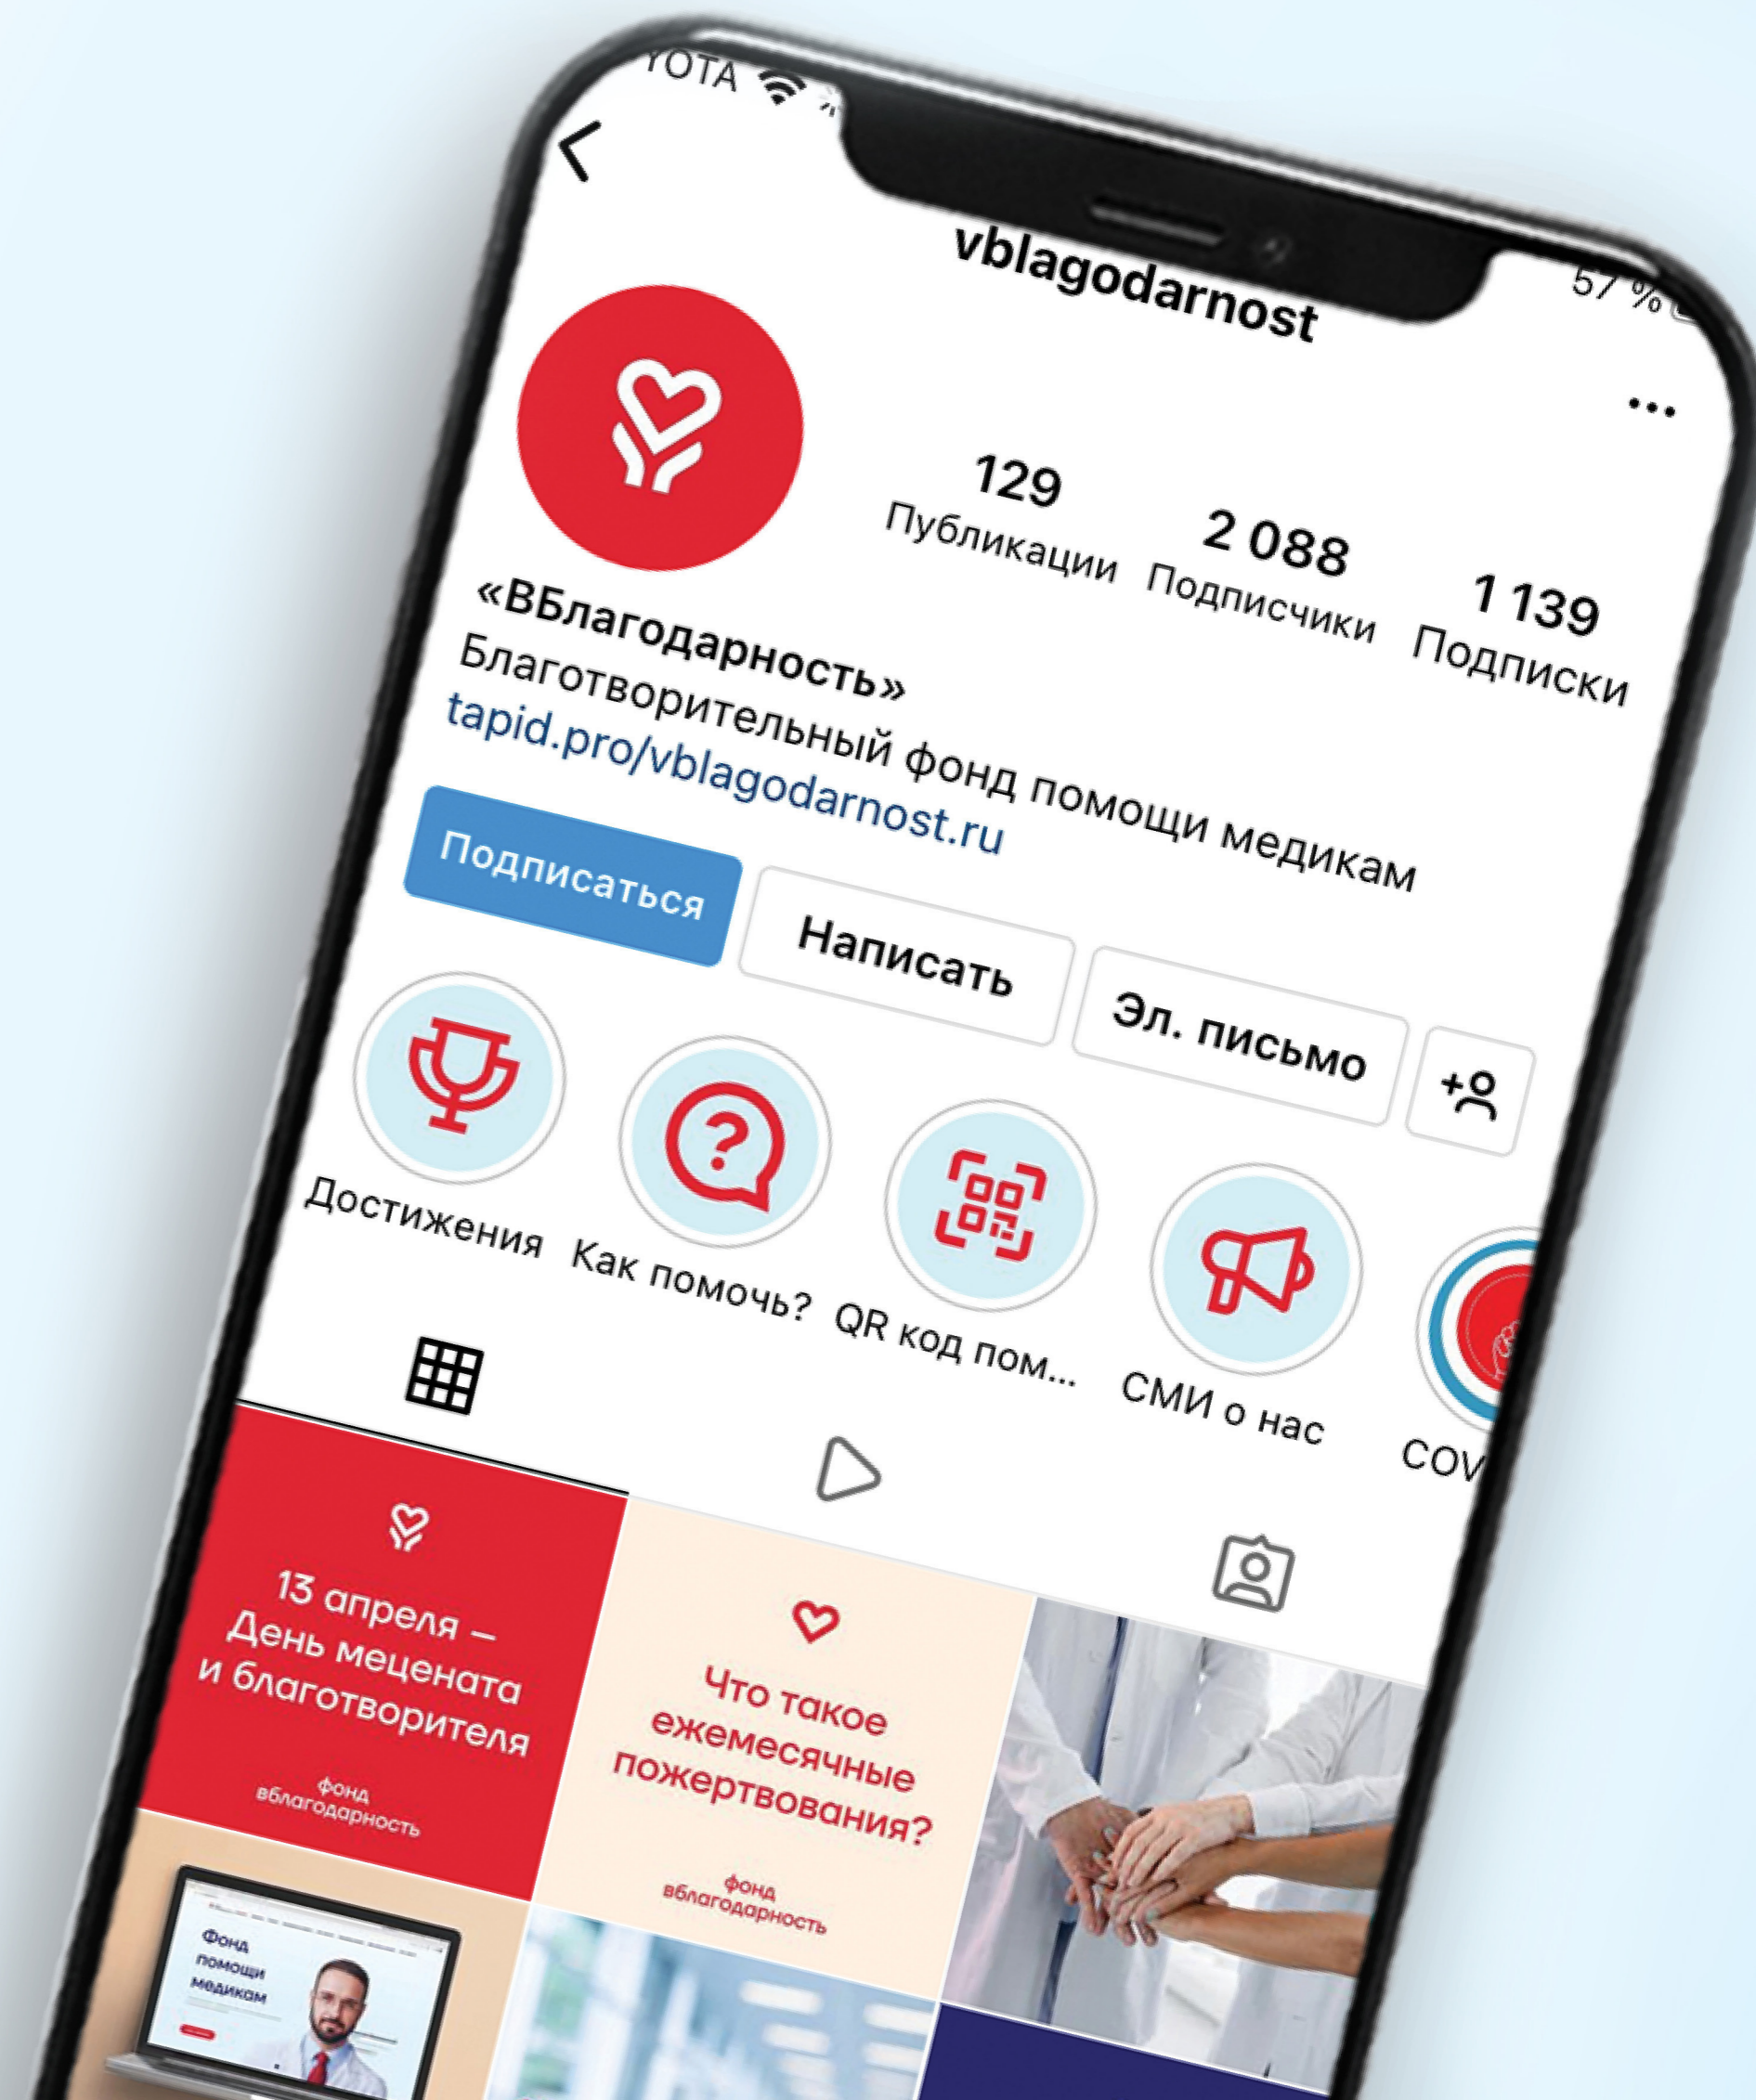 YOTA
57 %
vblagodarnost
129
Публикации
2 088
Подписчики
1 139
Подписки
«ВБлагодарность»
Благотворительный фонд помощи медикам
tapid.pro/vblagodarnost.ru
Подписаться
Написать
Эл. письмо
Достижения
Как помочь?
QR код пом...
СМИ о нас
COV
13 апреля –
День мецената
и благотворителя
фонд
вблагодарность
Что такое
ежемесячные
пожертвования?
фонд
вблагодарность
Фонд
помощи
медикам